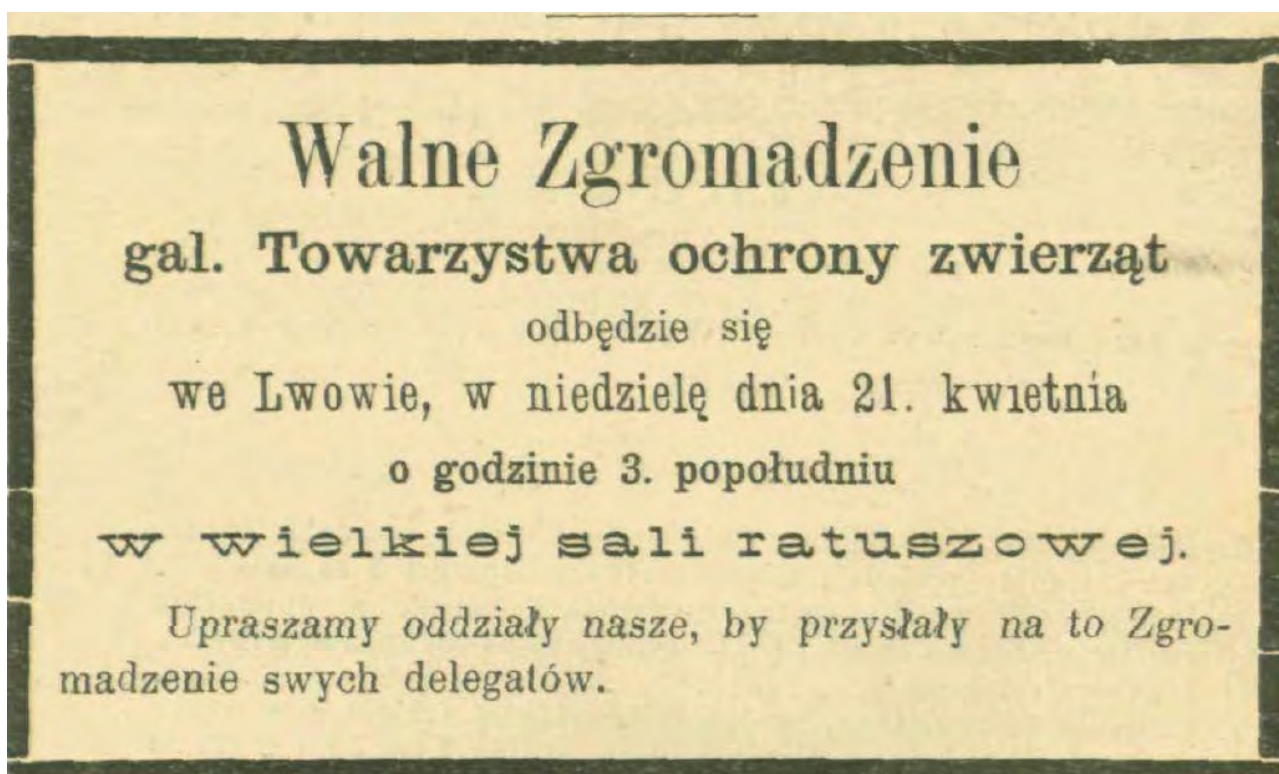 Walne Zgromadzenie
gal. Towarzystwa ochrony zwierząt
odbędzie się
we Lwowie, w niedzielę dnia 21. kwietnia
o godzinie 3. popołudniu
w wielkiej sali ratuszowej.
Upraszamy oddziały nasze, by przysłały na to Zgro-
madzenie swych delegatów.